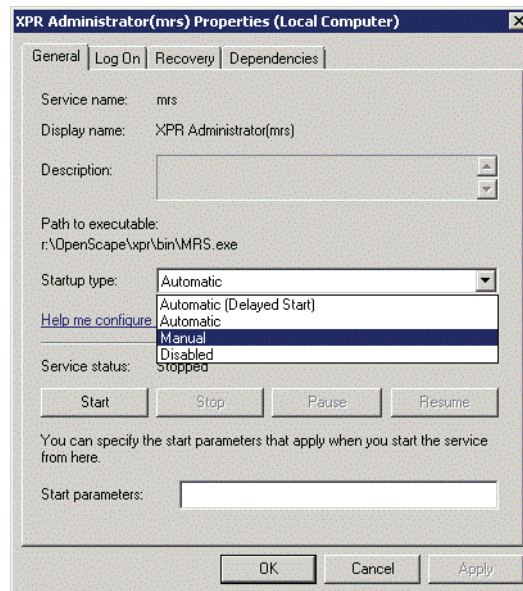 XPR Administrator(mrs) Properties (Local Computer)
General Log On Recovery Dependencies
Service name: mrs
Display name: XPR Administrator(mrs)
Description:
Path to executable:
r:\OpenScape\xpr\bin\MRS.exe
Startup type: Automatic
Automatic (Delayed Start)
Help me configure Automatic
Manual
Disabled
Service status: Stopped
Start Stop Pause Resume
You can specify the start parameters that apply when you start the service
from here.
Start parameters:
OK Cancel Apply